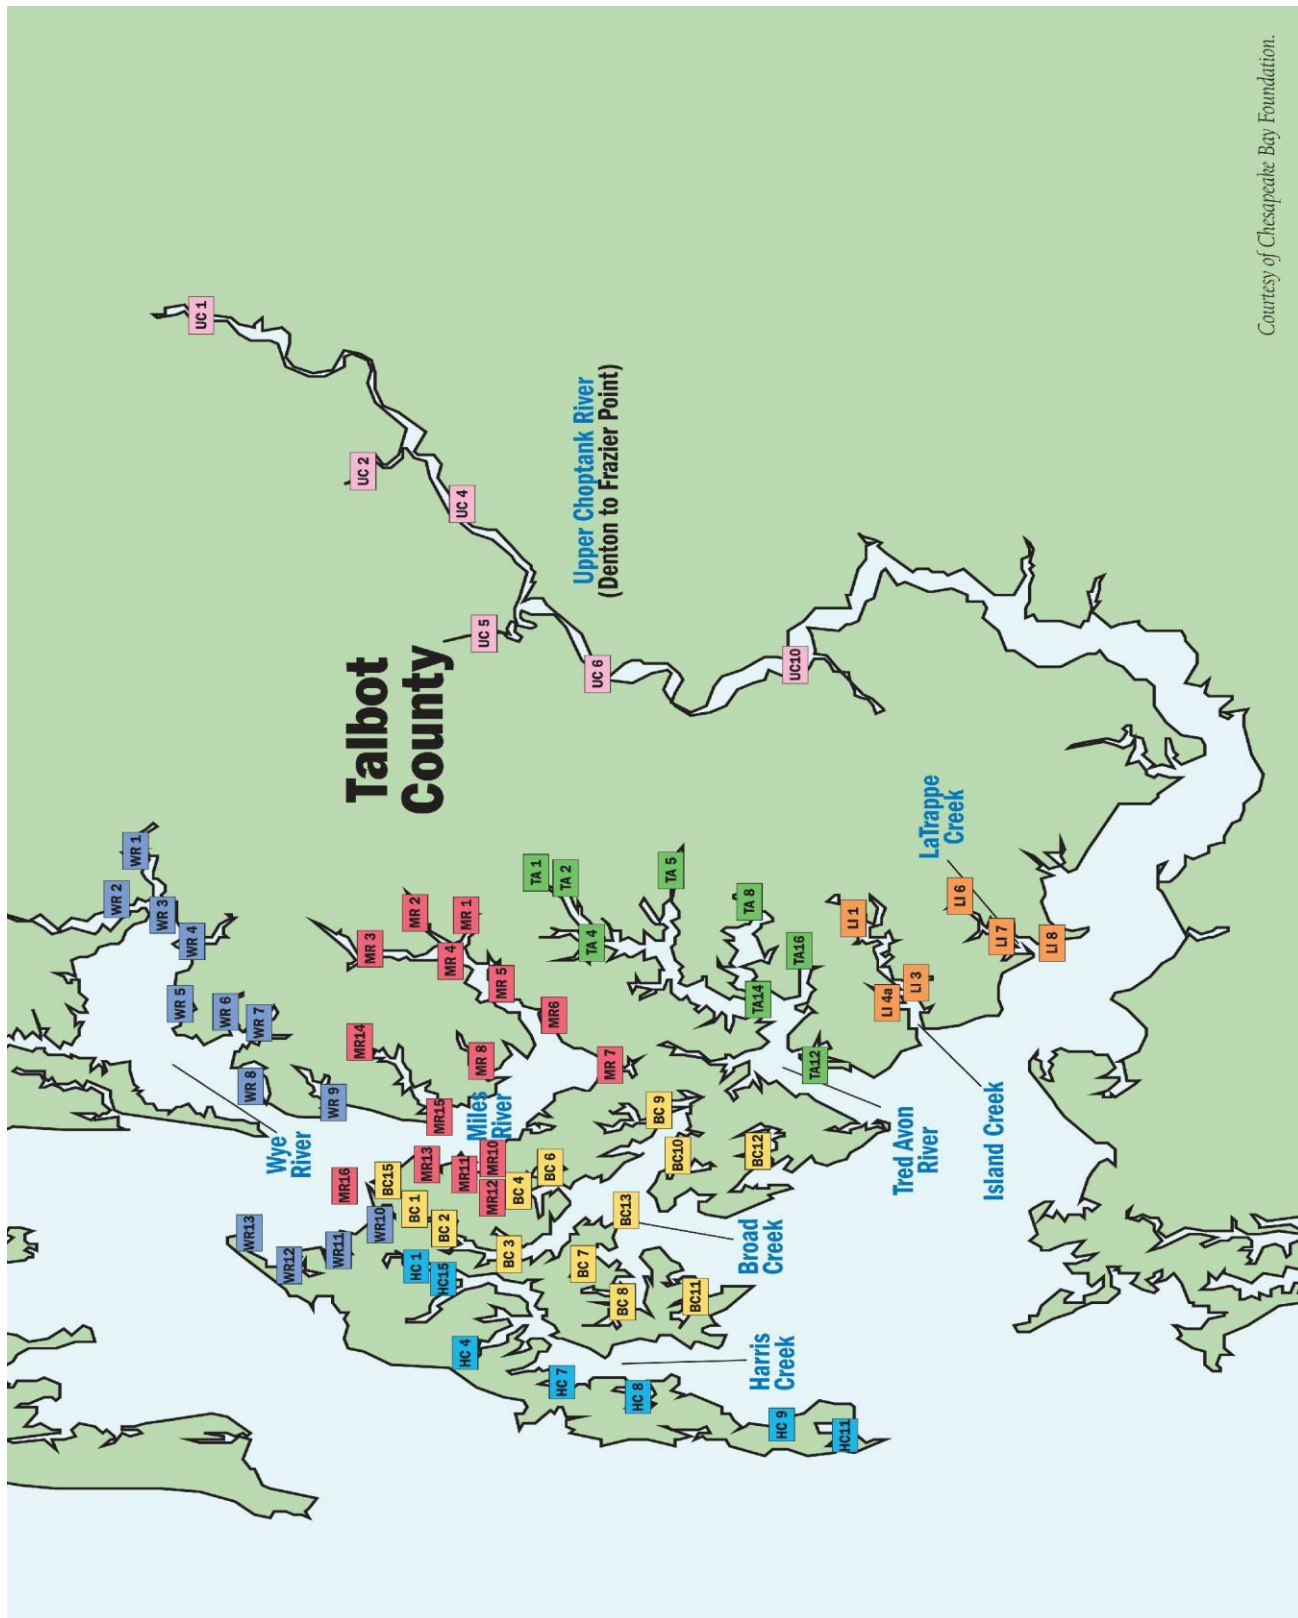 Talbot
County
Upper Choptank River
(Denton to Frazier Point)
Wye
River
Miles
River
Tred Avon
River
Island Creek
LaTrappe
Creek
Broad
Creek
Harris
Creek
UC 1
UC 2
UC 4
UC 5
UC 6
UC10
WR 1
WR 2
WR 3
WR 4
WR 5
WR 6
WR 7
WR 8
WR 9
WR10
WR11
WR12
WR13
MR 1
MR 2
MR 3
MR 4
MR 5
MR6
MR 7
MR 8
MR10
MR11
MR12
MR13
MR14
MR15
MR16
TA 1
TA 2
TA 4
TA 5
TA 8
TA12
TA14
TA16
LI 1
LI 3
LI 4a
LI 6
LI 7
LI 8
BC 1
BC 2
BC 3
BC 4
BC 6
BC 7
BC 8
BC 9
BC10
BC11
BC12
BC13
BC15
HC 1
HC 4
HC 7
HC 8
HC 9
HC11
HC15
Courtesy of Chesapeake Bay Foundation.